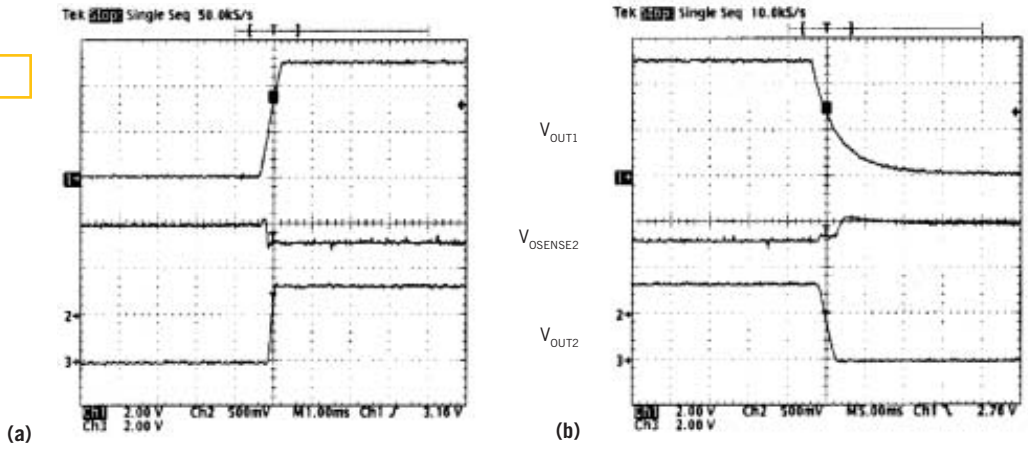 Tek Stop Single Seq 50.0kS/s
T
1
2
3
Ch1 2.00 V Ch2 500mV M1.00ms Ch1 3.16 V
Ch3 2.00 V
(a)
VOUT1
VOSENSE2
VOUT2
Tek Stop Single Seq 10.0kS/s
T
1
2
3
Ch1 2.00 V Ch2 500mV M5.00ms Ch1 2.76 V
Ch3 2.00 V
(b)